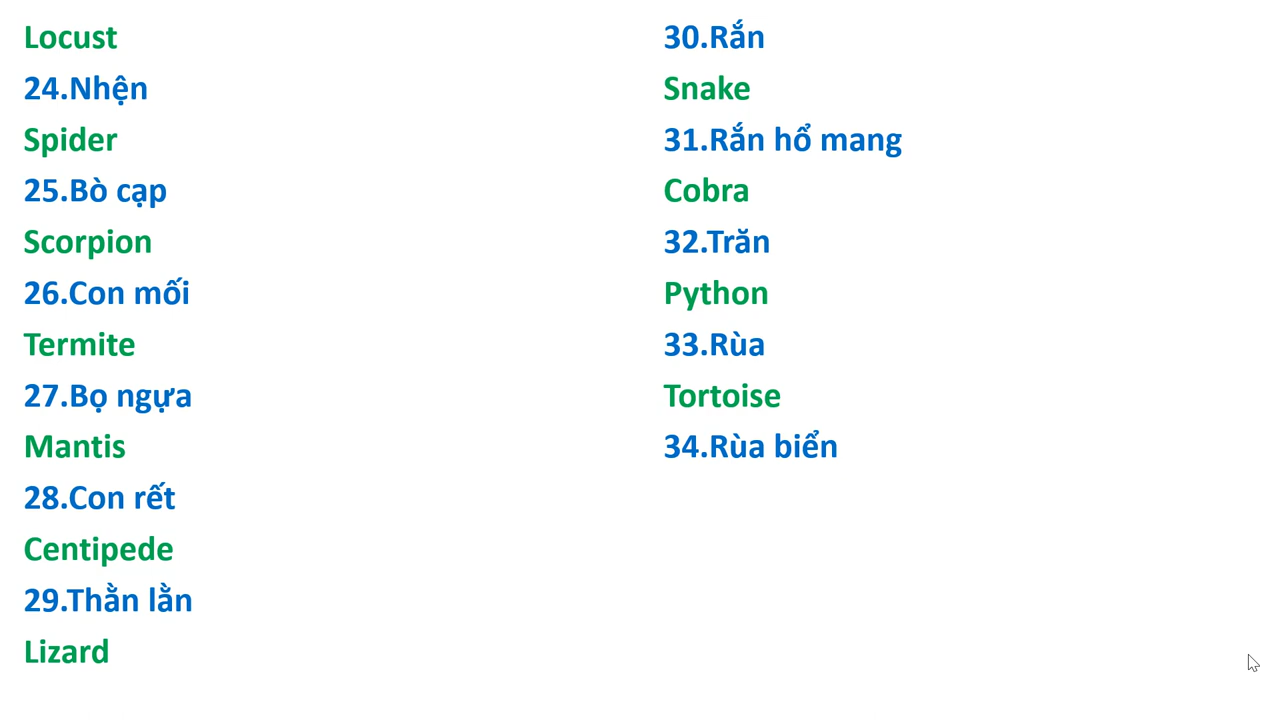 Locust
24.Nhện
Spider
25.Bò cạp
Scorpion
26.Con mối
Termite
27.Bọ ngựa
Mantis
28.Con rết
Centipede
29.Thằn lằn
Lizard
30.Rắn
Snake
31.Rắn hổ mang
Cobra
32.Trăn
Python
33.Rùa
Tortoise
34.Rùa biển